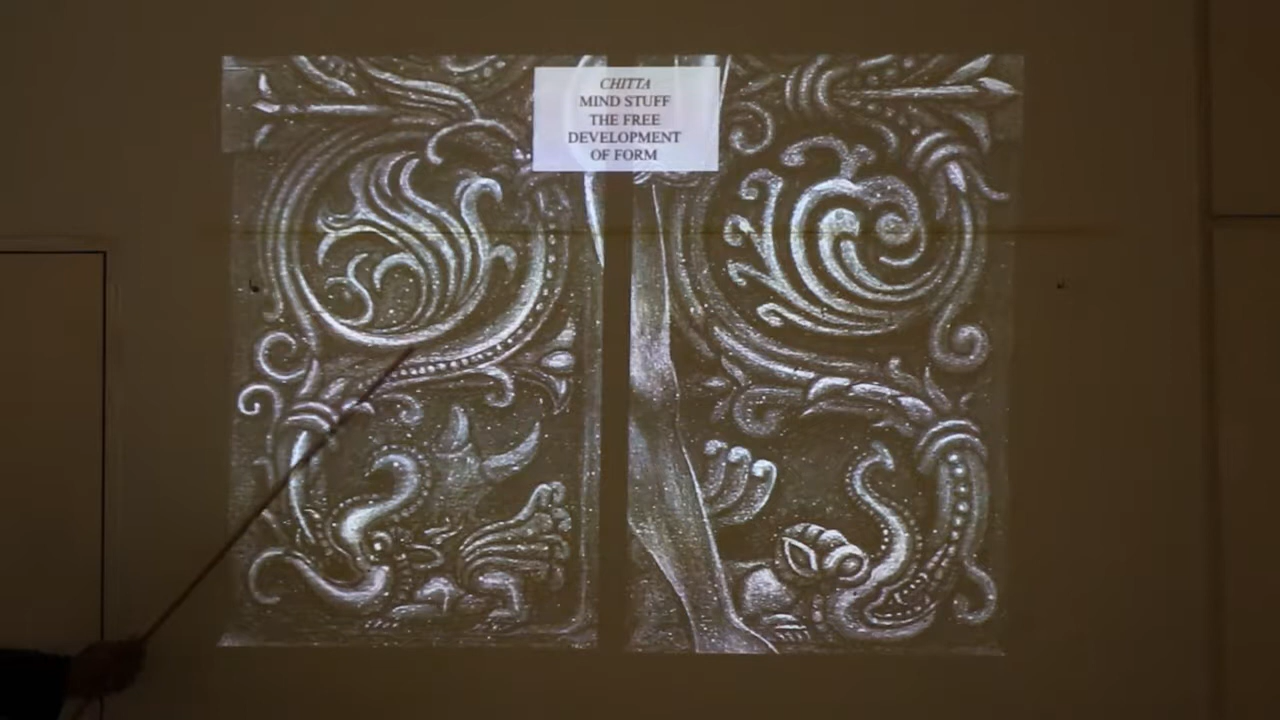 CHITTA
MIND STUFF
THE FREE
DEVELOPMENT
OF FORM